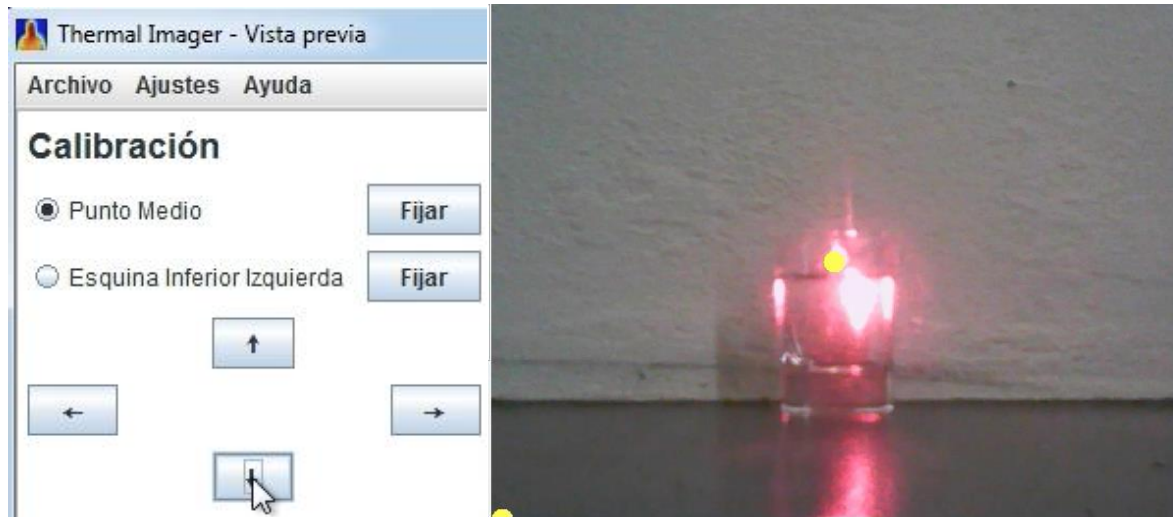 Thermal Imager - Vista previa
Archivo Ajustes Ayuda
Calibración
Punto Medio Fijar
Esquina Inferior Izquierda Fijar